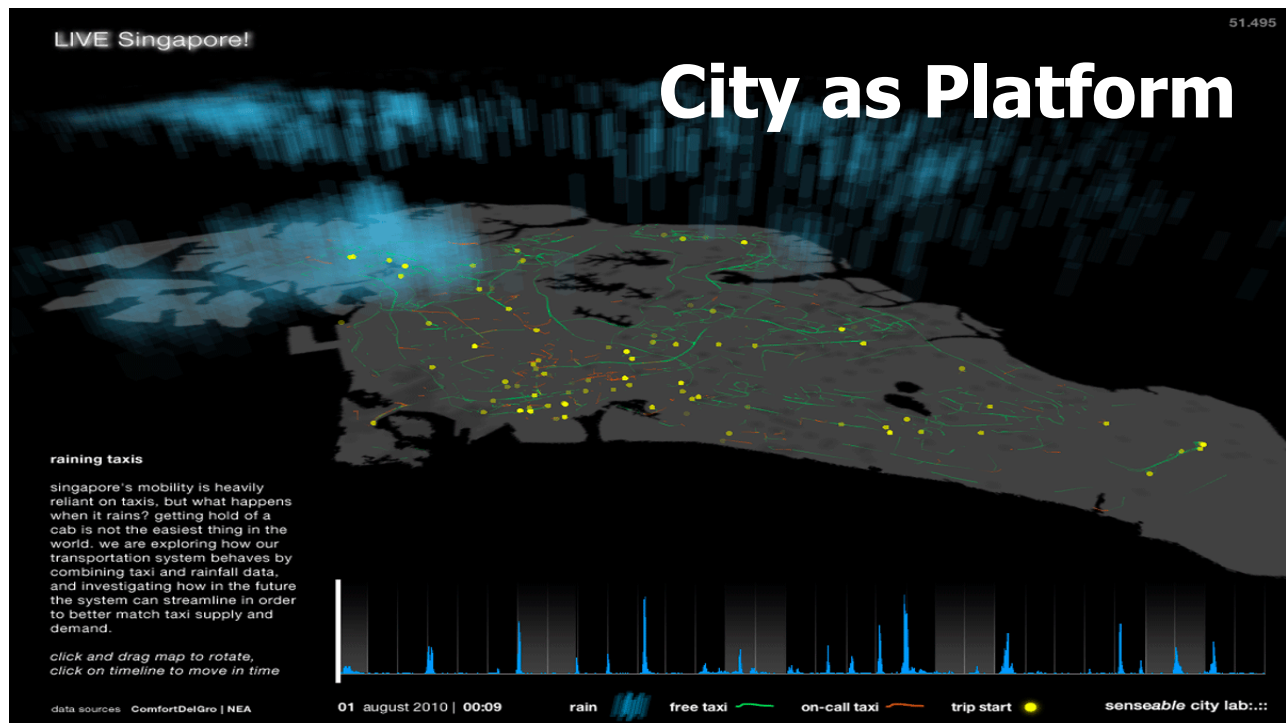 51.495
LIVE Singapore!
City as Platform
raining taxis
singapore's mobility is heavily
reliant on taxis, but what happens
when it rains? getting hold of a
cab is not the easiest thing in the
world. we are exploring how our
transportation system behaves by
combining taxi and rainfall data,
and investigating how in the future
the system can streamline in order
to better match taxi supply and
demand.
click and drag map to rotate,
click on timeline to move in time
data sources ComfortDelGro | NEA
01 august 2010 | 00:09
rain
free taxi
on-call taxi
trip start
senseable city lab:.::